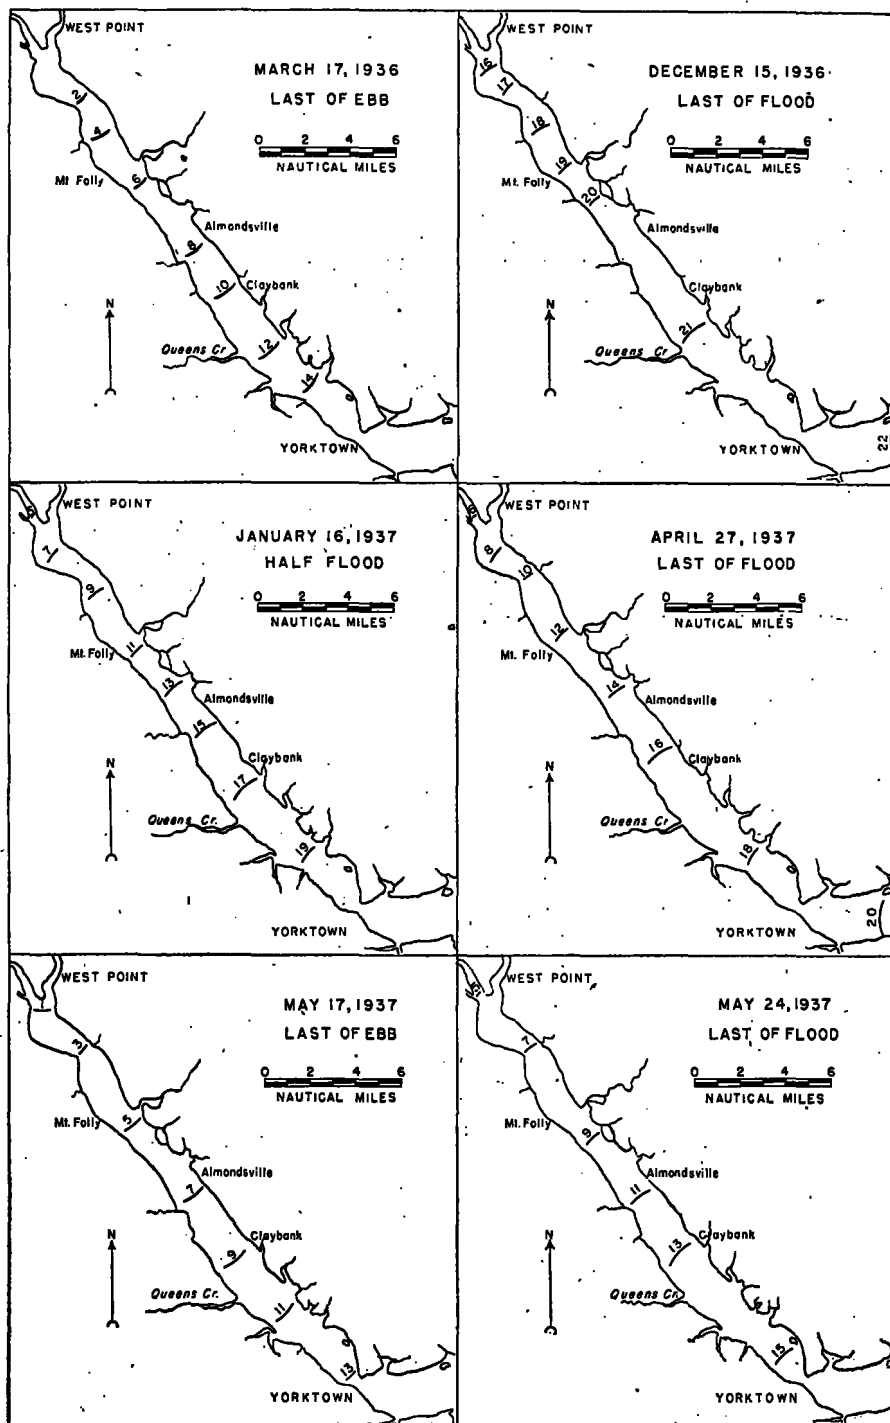 WEST POINT
MARCH 17, 1936
LAST OF EBB
0 2 4 6
NAUTICAL MILES
2
4
6
Mt. Folly
Almondsville
8
10
Claybank
N
12
Queens Cr
14
YORKTOWN
WEST POINT
DECEMBER 15, 1936
LAST OF FLOOD
0 2 4 6
NAUTICAL MILES
16
17
18
19
Mt. Folly
20
Almondsville
Claybank
N
21
Queens Cr
22
YORKTOWN
WEST POINT
JANUARY 16, 1937
HALF FLOOD
0 2 4 6
NAUTICAL MILES
5
7
9
11
Mt. Folly
13
Almondsville
15
Claybank
N
17
Queens Cr.
19
YORKTOWN
WEST POINT
APRIL 27, 1937
LAST OF FLOOD
0 2 4 6
NAUTICAL MILES
6
8
10
12
Mt. Folly
14
Almondsville
16
Claybank
N
Queens Cr
18
20
YORKTOWN
WEST POINT
MAY 17, 1937
LAST OF EBB
0 2 4 6
NAUTICAL MILES
1
3
5
Mt. Folly
7
Almondsville
9
Claybank
N
Queens Cr.
11
13
YORKTOWN
WEST POINT
MAY 24, 1937
LAST OF FLOOD
0 2 4 6
NAUTICAL MILES
5
7
9
Mt. Folly
11
Almondsville
13
Claybank
N
Queens Cr.
15
YORKTOWN